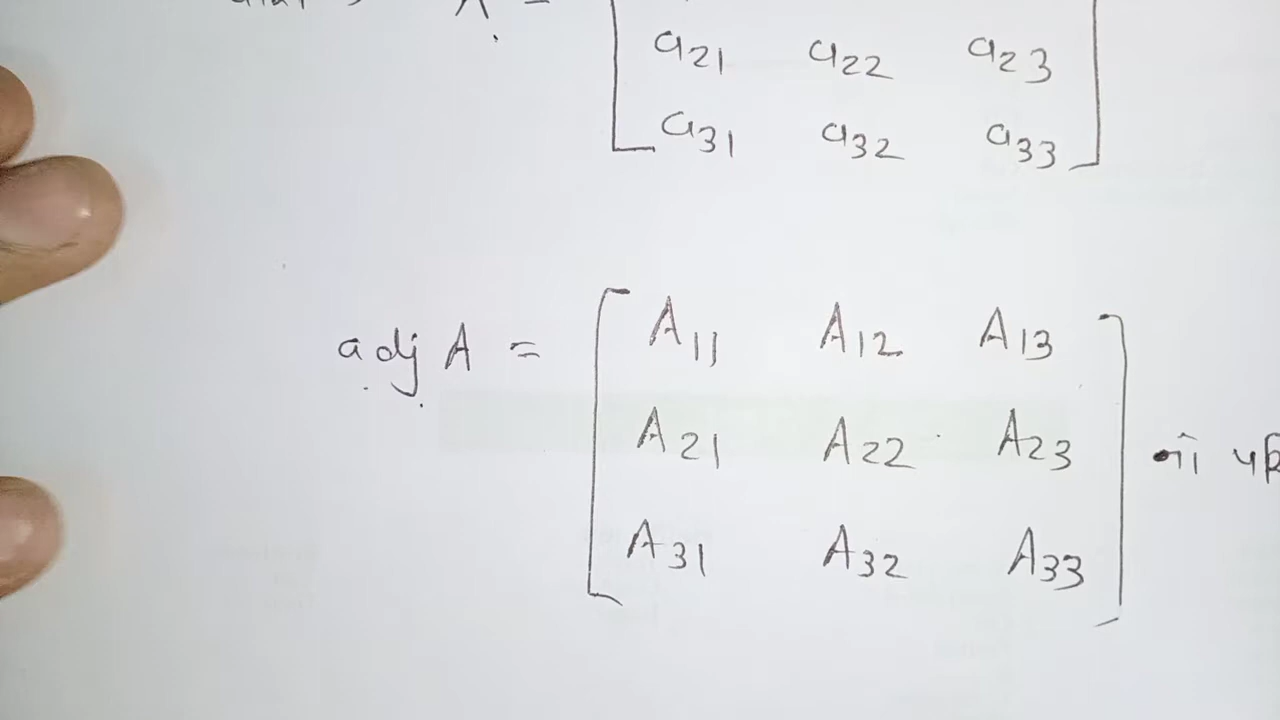 A =
a21 a22 a23
a31 a32 a33
adj A =
A11 A12 A13
A21 A22 A23
A31 A32 A33